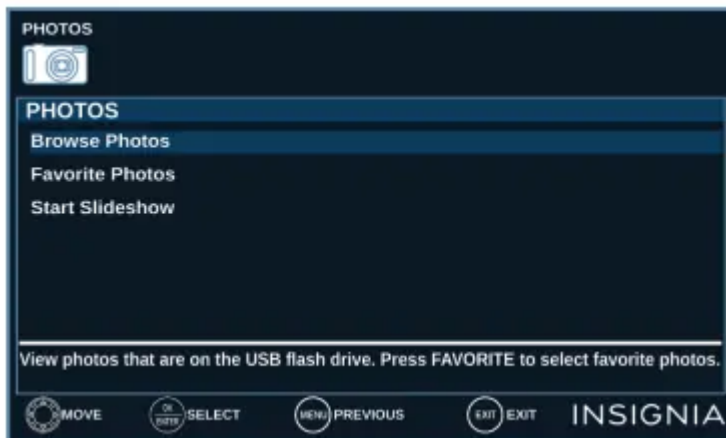 PHOTOS
PHOTOS
Browse Photos
Favorite Photos
Start Slideshow
View photos that are on the USB flash drive. Press FAVORITE to select favorite photos.
MOVE OK ENTER SELECT MENU PREVIOUS EXIT EXIT INSIGNIA